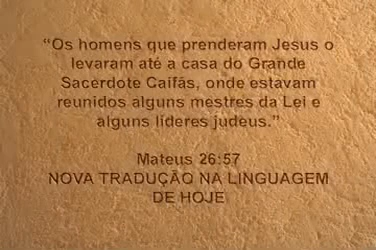 “Os homens que prenderam Jesus o
levaram até a casa do Grande
Sacerdote Caifás, onde estavam
reunidos alguns mestres da Lei e
alguns líderes judeus.”
Mateus 26:57
NOVA TRADUÇÃO NA LINGUAGEM
DE HOJE